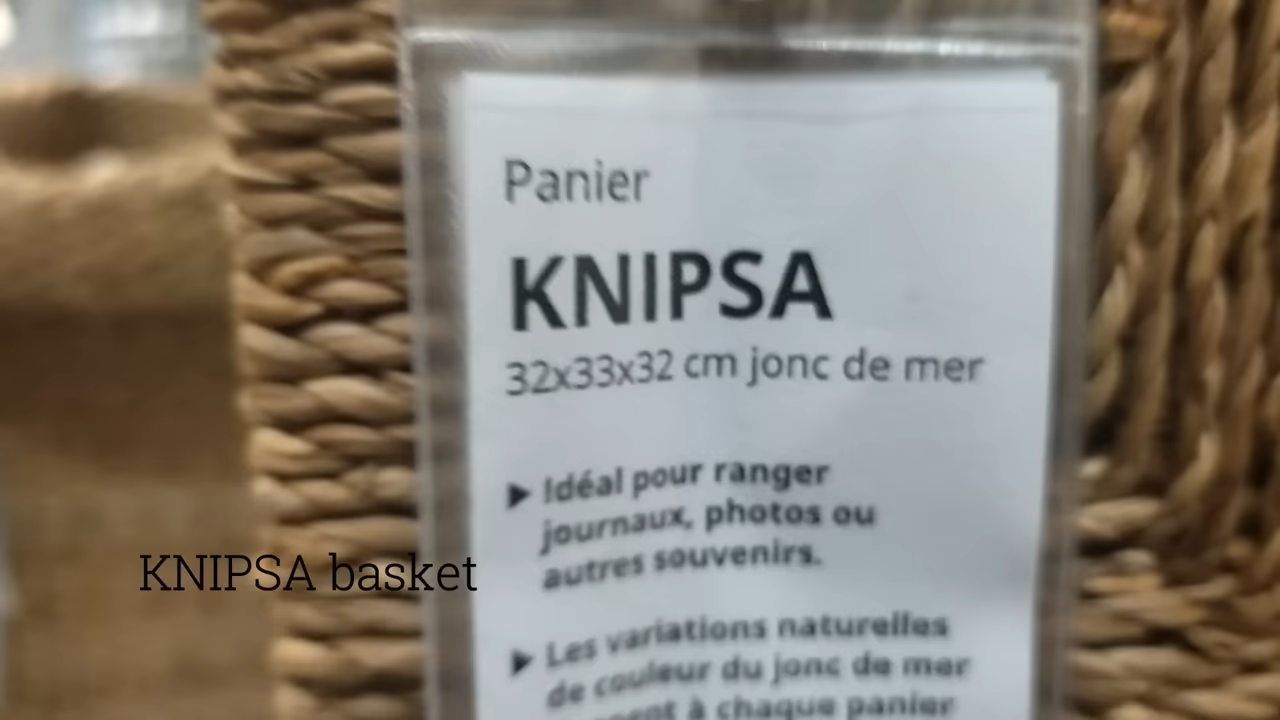 Panier
KNIPSA
32x33x32 cm jonc de mer
▶ Idéal pour ranger
journaux, photos ou
autres souvenirs.
KNIPSA basket
▶ Les variations naturelles
de couleur du jonc de mer
à chaque panier